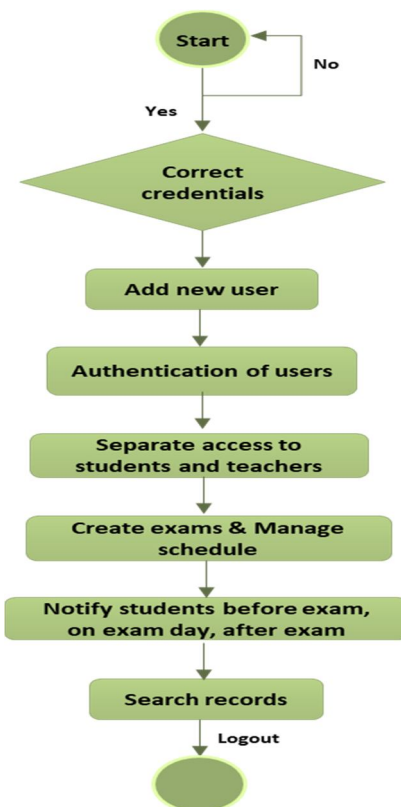 Start
No
Yes
Correct
credentials
Add new user
Authentication of users
Separate access to
students and teachers
Create exams & Manage
schedule
Notify students before exam,
on exam day, after exam
Search records
Logout